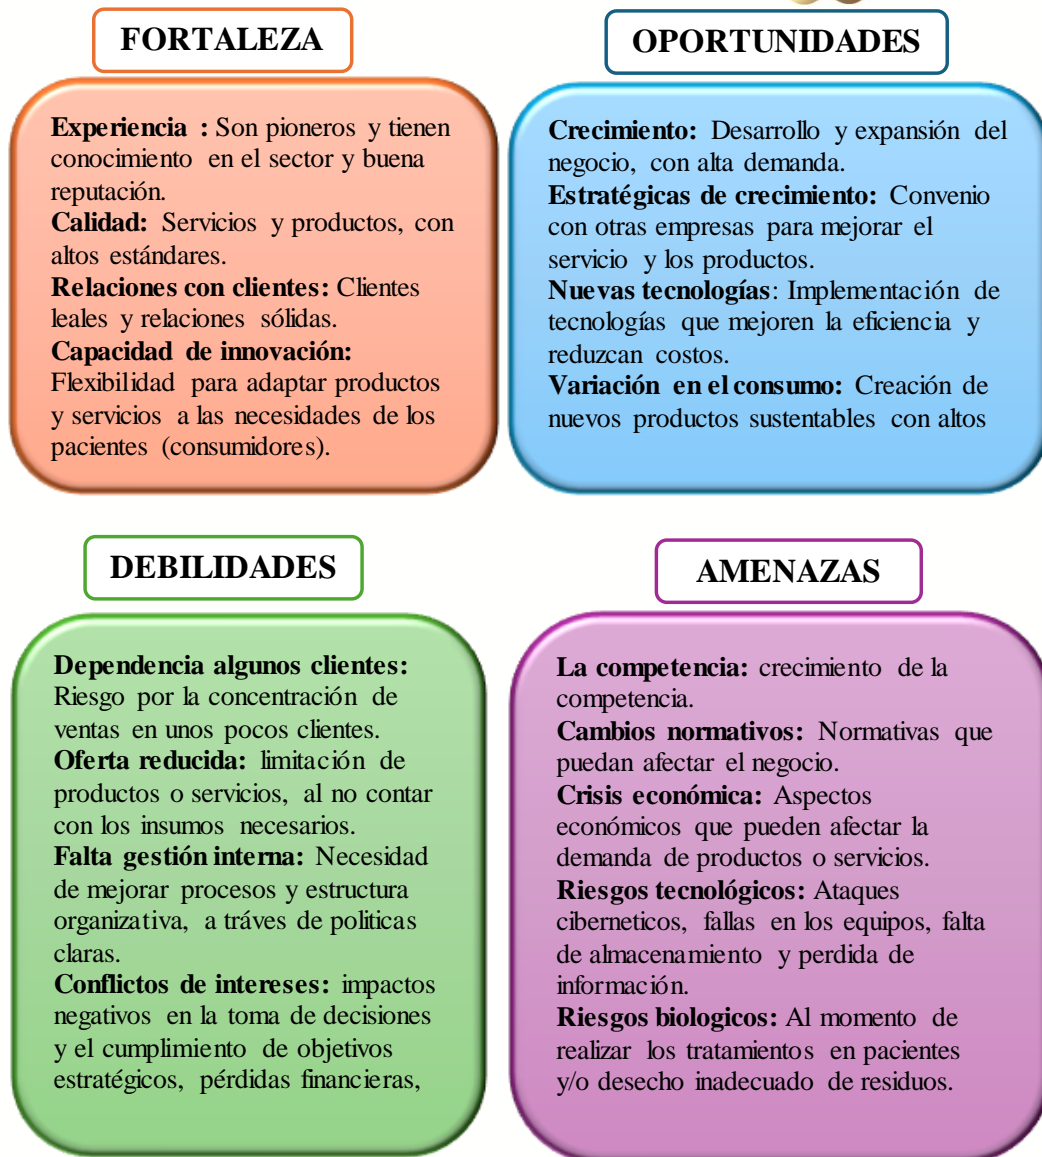 FORTALEZA
Experiencia : Son pioneros y tienen
conocimiento en el sector y buena
reputación.
Calidad: Servicios y productos, con
altos estándares.
Relaciones con clientes: Clientes
leales y relaciones sólidas.
Capacidad de innovación:
Flexibilidad para adaptar productos
y servicios a las necesidades de los
pacientes (consumidores).
OPORTUNIDADES
Crecimiento: Desarrollo y expansión del
negocio, con alta demanda.
Estratégicas de crecimiento: Convenio
con otras empresas para mejorar el
servicio y los productos.
Nuevas tecnologías: Implementación de
tecnologías que mejoren la eficiencia y
reduzcan costos.
Variación en el consumo: Creación de
nuevos productos sustentables con altos
DEBILIDADES
Dependencia algunos clientes:
Riesgo por la concentración de
ventas en unos pocos clientes.
Oferta reducida: limitación de
productos o servicios, al no contar
con los insumos necesarios.
Falta gestión interna: Necesidad
de mejorar procesos y estructura
organizativa, a tráves de politicas
claras.
Conflictos de intereses: impactos
negativos en la toma de decisiones
y el cumplimiento de objetivos
estratégicos, pérdidas financieras,
AMENAZAS
La competencia: crecimiento de la
competencia.
Cambios normativos: Normativas que
puedan afectar el negocio.
Crisis económica: Aspectos
económicos que pueden afectar la
demanda de productos o servicios.
Riesgos tecnológicos: Ataques
ciberneticos, fallas en los equipos, falta
de almacenamiento y perdida de
información.
Riesgos biologicos: Al momento de
realizar los tratamientos en pacientes
y/o desecho inadecuado de residuos.